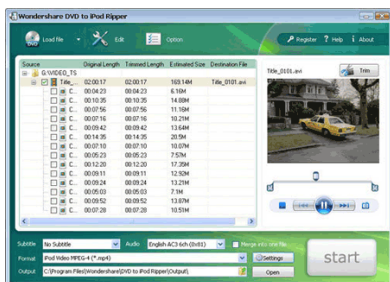 Wondershare DVD to iPod Ripper
Load file Edit Option Register ? Help i About
Source Original Length Trimmed Length Estimated Size Destination File
G:\VIDEO_TS
Title_... 02:00:17 02:00:17 169.14M Title_0101.avi
C... 00:04:23 00:04:23 6.16M
C... 00:10:35 00:10:35 14.88M
C... 00:07:56 00:07:56 11.16M
C... 00:07:16 00:07:16 10.21M
C... 00:09:42 00:09:42 13.64M
C... 00:14:35 00:14:35 20.5M
C... 00:07:10 00:07:10 10.07M
C... 00:05:23 00:05:23 7.57M
C... 00:12:20 00:12:20 17.35M
C... 00:09:11 00:09:11 12.92M
C... 00:09:24 00:09:24 13.21M
C... 00:05:03 00:05:03 7.1M
C... 00:09:52 00:09:52 13.87M
C... 00:07:28 00:07:28 10.51M
Title_0101.avi Trim
Subtitle No Subtitle Audio English AC3 6ch (0x81) Merge into one file
Format iPod Video MPEG-4 (*.mp4) Settings
Output C:\Program Files\Wondershare\DVD to iPod Ripper\Output\ Open
start